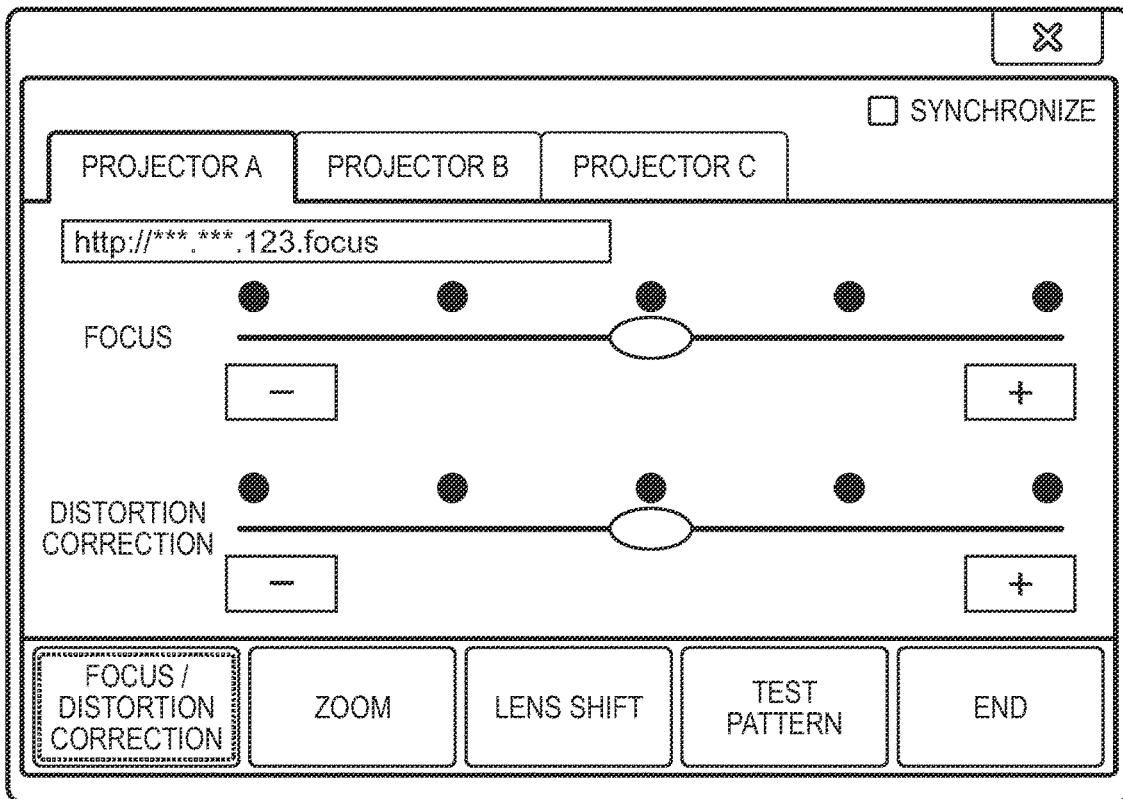 SYNCHRONIZE
PROJECTOR A
PROJECTOR B
PROJECTOR C
http://***.***.123.focus
FOCUS
−
+
DISTORTION
CORRECTION
−
+
FOCUS /
DISTORTION
CORRECTION
ZOOM
LENS SHIFT
TEST
PATTERN
END